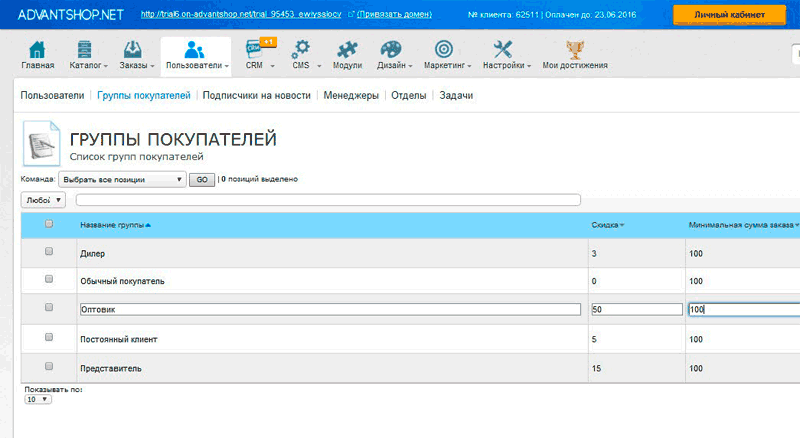 ADVANTSHOP.NET http://trial6.on-advantshop.net/trial_95453_ewiysslocy (Привязать домен) № клиента: 62511 | Оплачен до: 23.06.2016 Личный кабинет
+1
Главная Каталог Заказы Пользователи CRM CMS Модули Дизайн Маркетинг Настройки Мои достижения
Пользователи | Группы покупателей | Подписчики на новости | Менеджеры | Отделы | Задачи
ГРУППЫ ПОКУПАТЕЛЕЙ
Список групп покупателей
Команда: Выбрать все позиции GO | 0 позиций выделено
Любой
Название группы Скидка Минимальная сумма заказа
Дилер 3 100
Обычный покупатель 0 100
Оптовик 50 100
Постоянный клиент 5 100
Представитель 15 100
Показывать по:
10